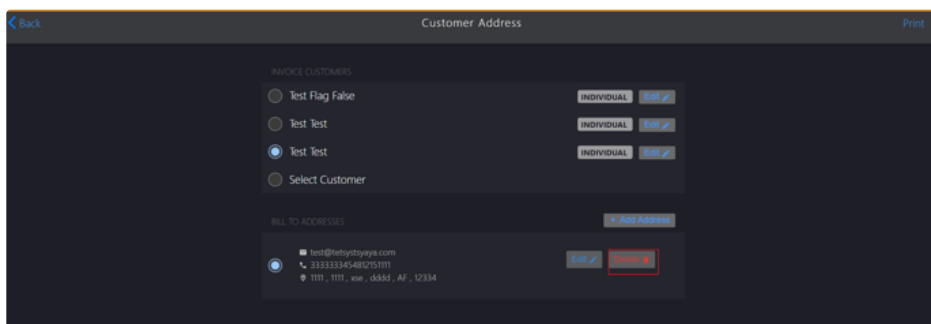 Back
Customer Address
Print
INVOICE CUSTOMERS
Test Flag False
INDIVIDUAL
Edit
Test Test
INDIVIDUAL
Edit
Test Test
INDIVIDUAL
Edit
Select Customer
BILL TO ADDRESSES
+ Add Address
test@tetsystsyaya.com
3333333454812151111
1111 , 1111 , xse , dddd , AF , 12334
Edit
Delete